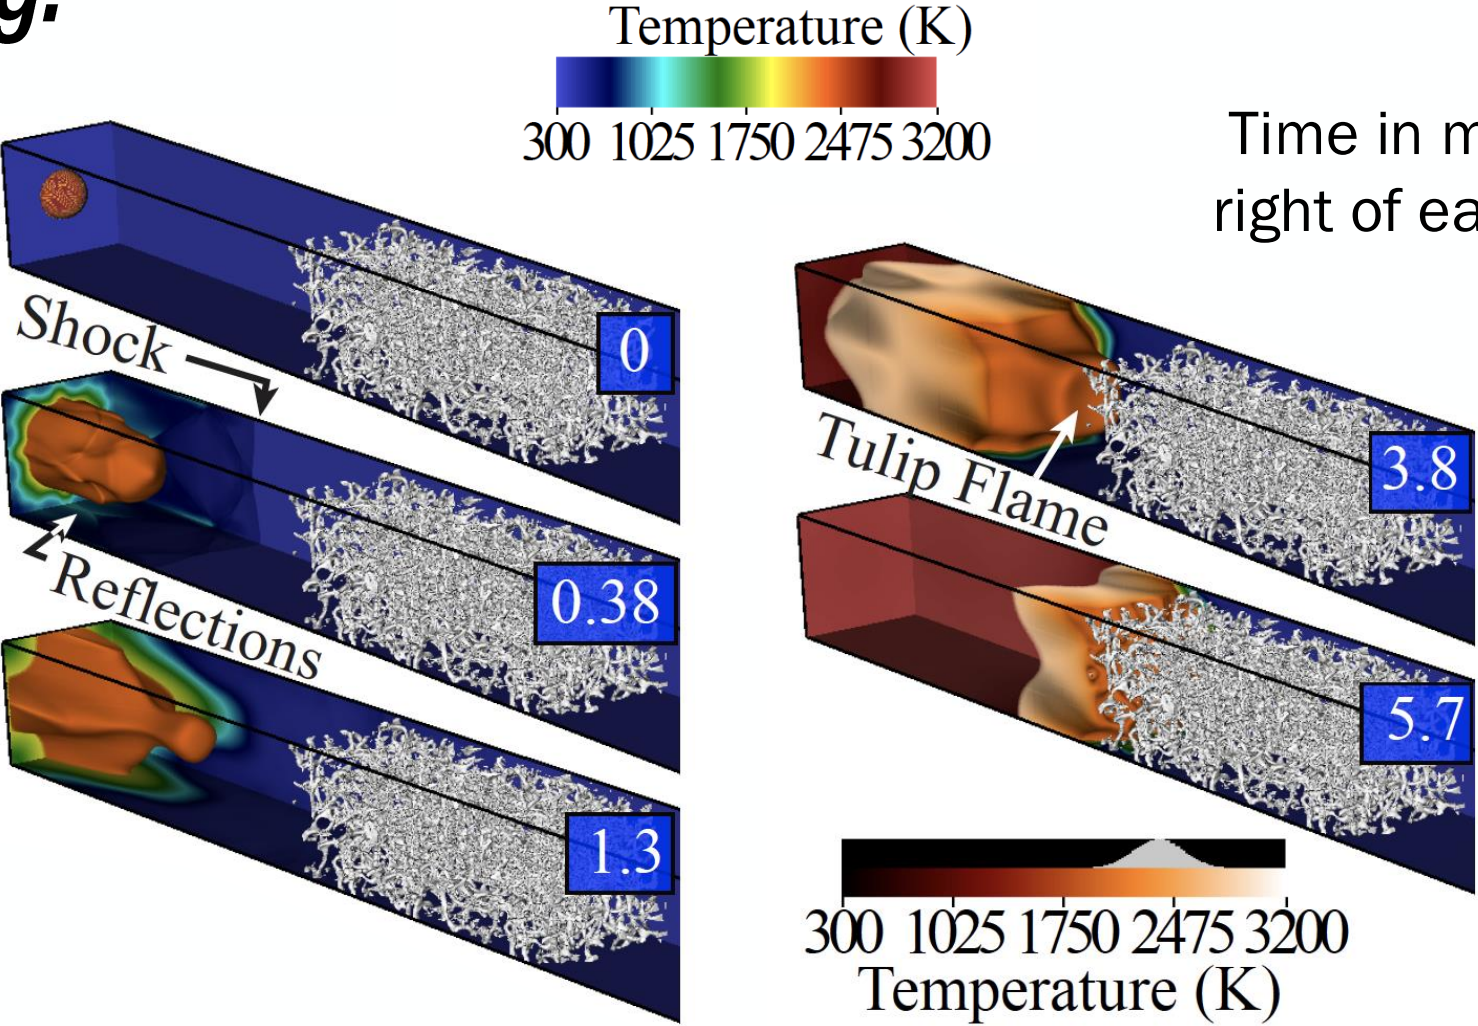 g.
Temperature (K)
300 1025 1750 2475 3200
Time in m
right of ea
0
Shock
0.38
Reflections
1.3
3.8
Tulip Flame
5.7
300 1025 1750 2475 3200
Temperature (K)